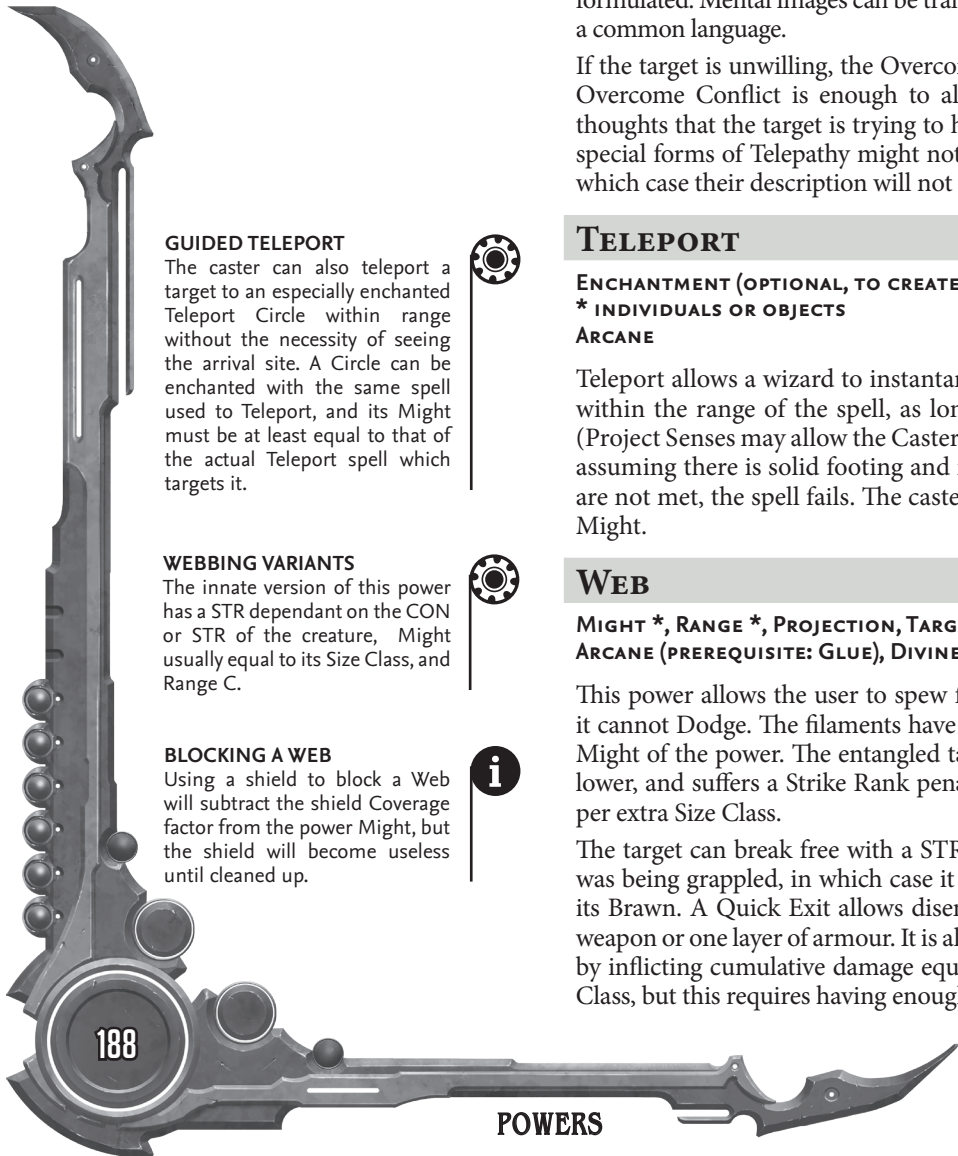 formulated. Mental images can be
a common language.
If the target is unwilling, the
Overcome Conflict is enough to
thoughts that the target is trying to
special forms of Telepathy might
which case their description will not
GUIDED TELEPORT
The caster can also teleport a
target to an especially enchanted
Teleport Circle within range
without the necessity of seeing
the arrival site. A Circle can be
enchanted with the same spell
used to Teleport, and its Might
must be at least equal to that of
the actual Teleport spell which
targets it.
WEBBING VARIANTS
The innate version of this power
has a STR dependant on the CON
or STR of the creature, Might
usually equal to its Size Class, and
Range C.
BLOCKING A WEB
Using a shield to block a Web
will subtract the shield Coverage
factor from the power Might, but
the shield will become useless
until cleaned up.
i
TELEPORT
ENCHANTMENT (OPTIONAL, TO CREATE
* INDIVIDUALS OR OBJECTS
ARCANE
Teleport allows a wizard to
within the range of the spell, as
(Project Senses may allow the Caster
assuming there is solid footing and
are not met, the spell fails. The
Might.
WEB
MIGHT *, RANGE *, PROJECTION,
ARCANE (PREREQUISITE: GLUE), DIVINE
This power allows the user to spew
it cannot Dodge. The filaments have
Might of the power. The entangled
lower, and suffers a Strike Rank
per extra Size Class.
The target can break free with a STR
was being grappled, in which case it
its Brawn. A Quick Exit allows
weapon or one layer of armour. It is
by inflicting cumulative damage
Class, but this requires having
188
POWERS